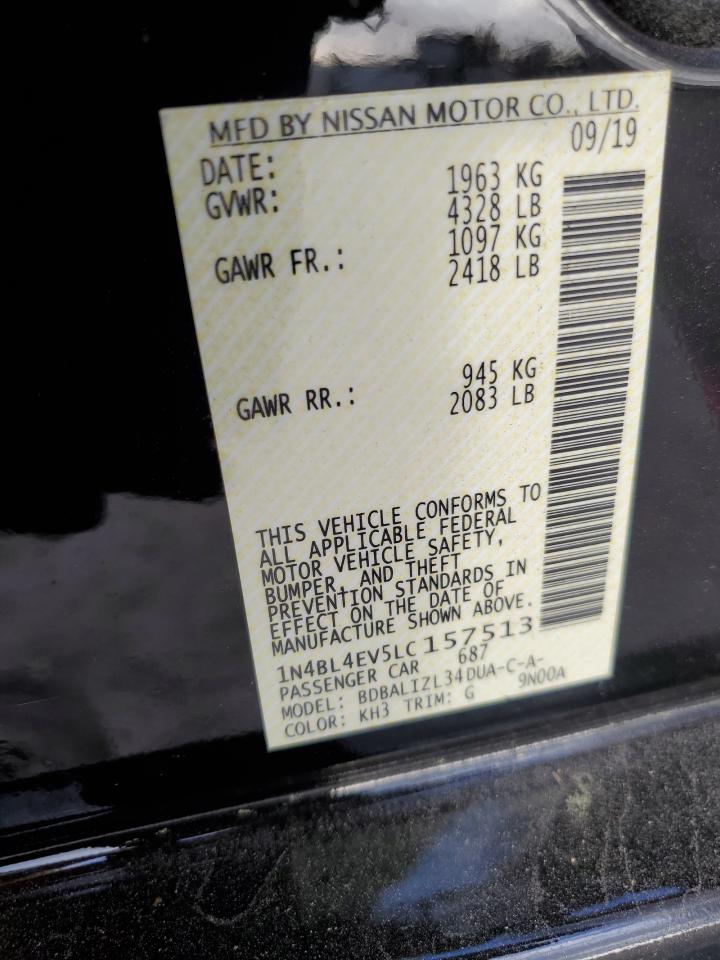 MFD BY NISSAN MOTOR CO., LTD.
DATE: 09/19
GVWR: 1963 KG
4328 LB
GAWR FR.: 1097 KG
2418 LB
GAWR RR.: 945 KG
2083 LB
THIS VEHICLE CONFORMS TO
ALL APPLICABLE FEDERAL
MOTOR VEHICLE SAFETY,
BUMPER, AND THEFT
PREVENTION STANDARDS IN
EFFECT ON THE DATE OF
MANUFACTURE SHOWN ABOVE.
1N4BL4EV5LC157513
PASSENGER CAR 687
MODEL: BDBALIZL34DUA-C-A-
COLOR: KH3 TRIM: G 9N00A